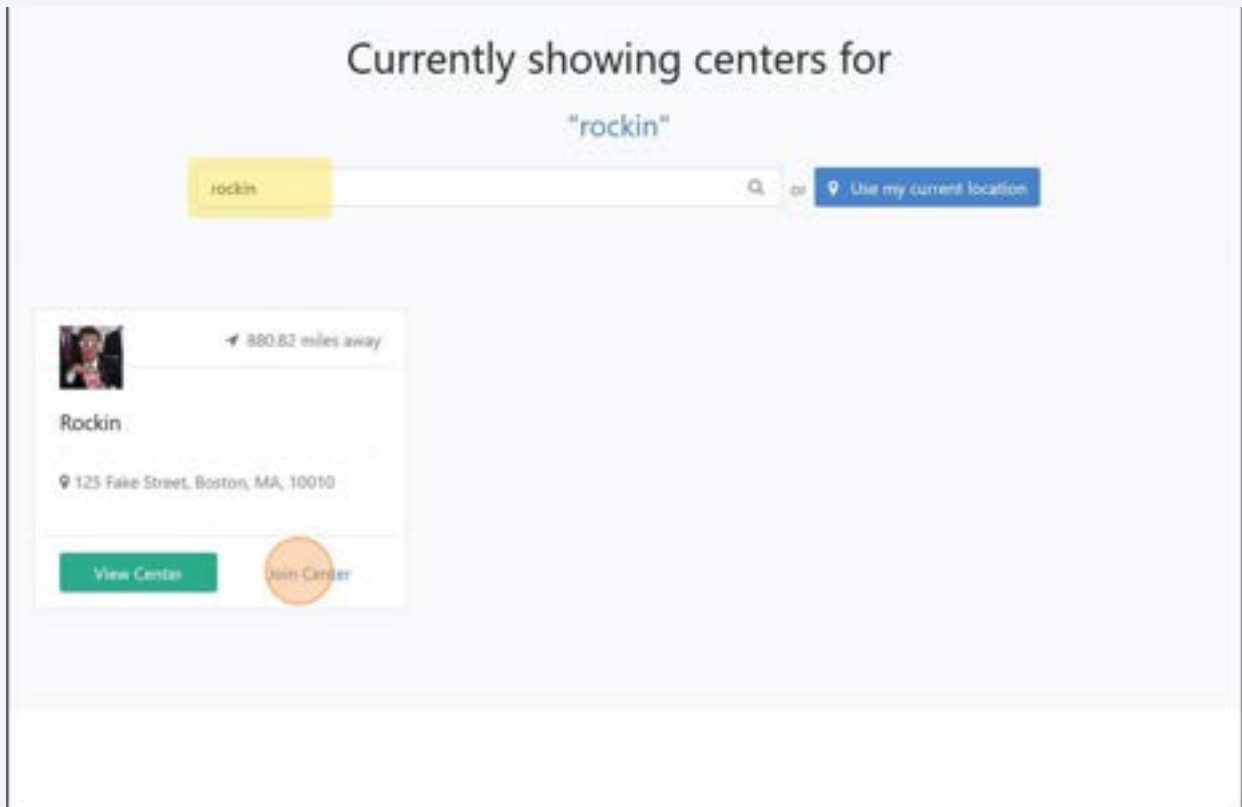 Currently showing centers for
"rockin"
rockin
or
Use my current location
880.82 miles away
Rockin
125 Fake Street, Boston, MA, 10010
View Center
Join Center